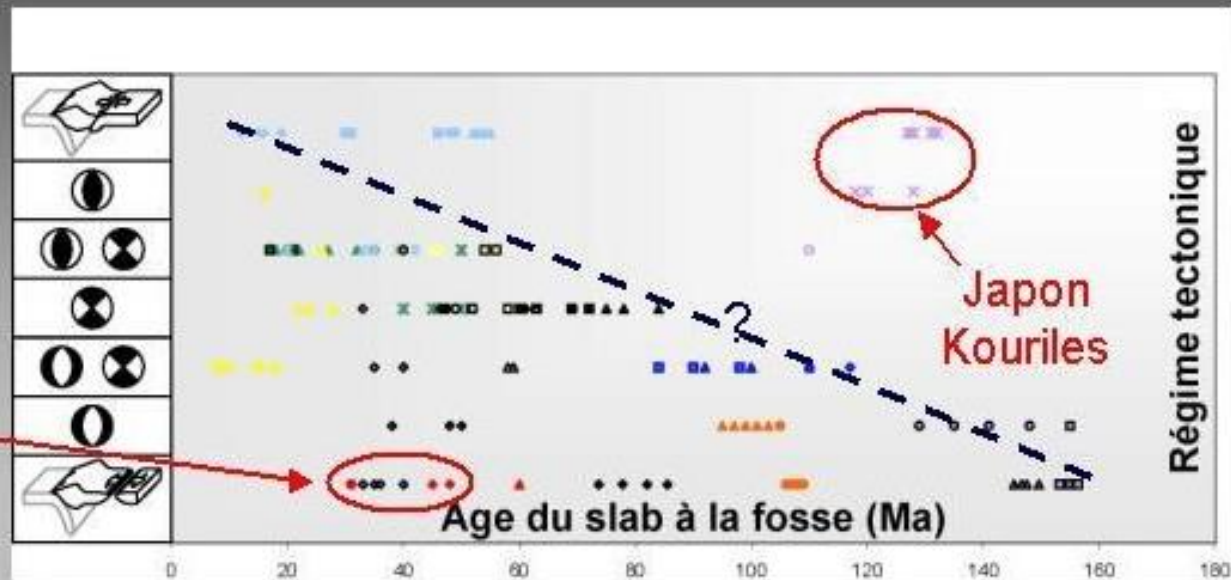 Régime tectonique
Japon
Kouriles
?
Age du slab à la fosse (Ma)
0 20 40 60 80 100 120 140 160 180